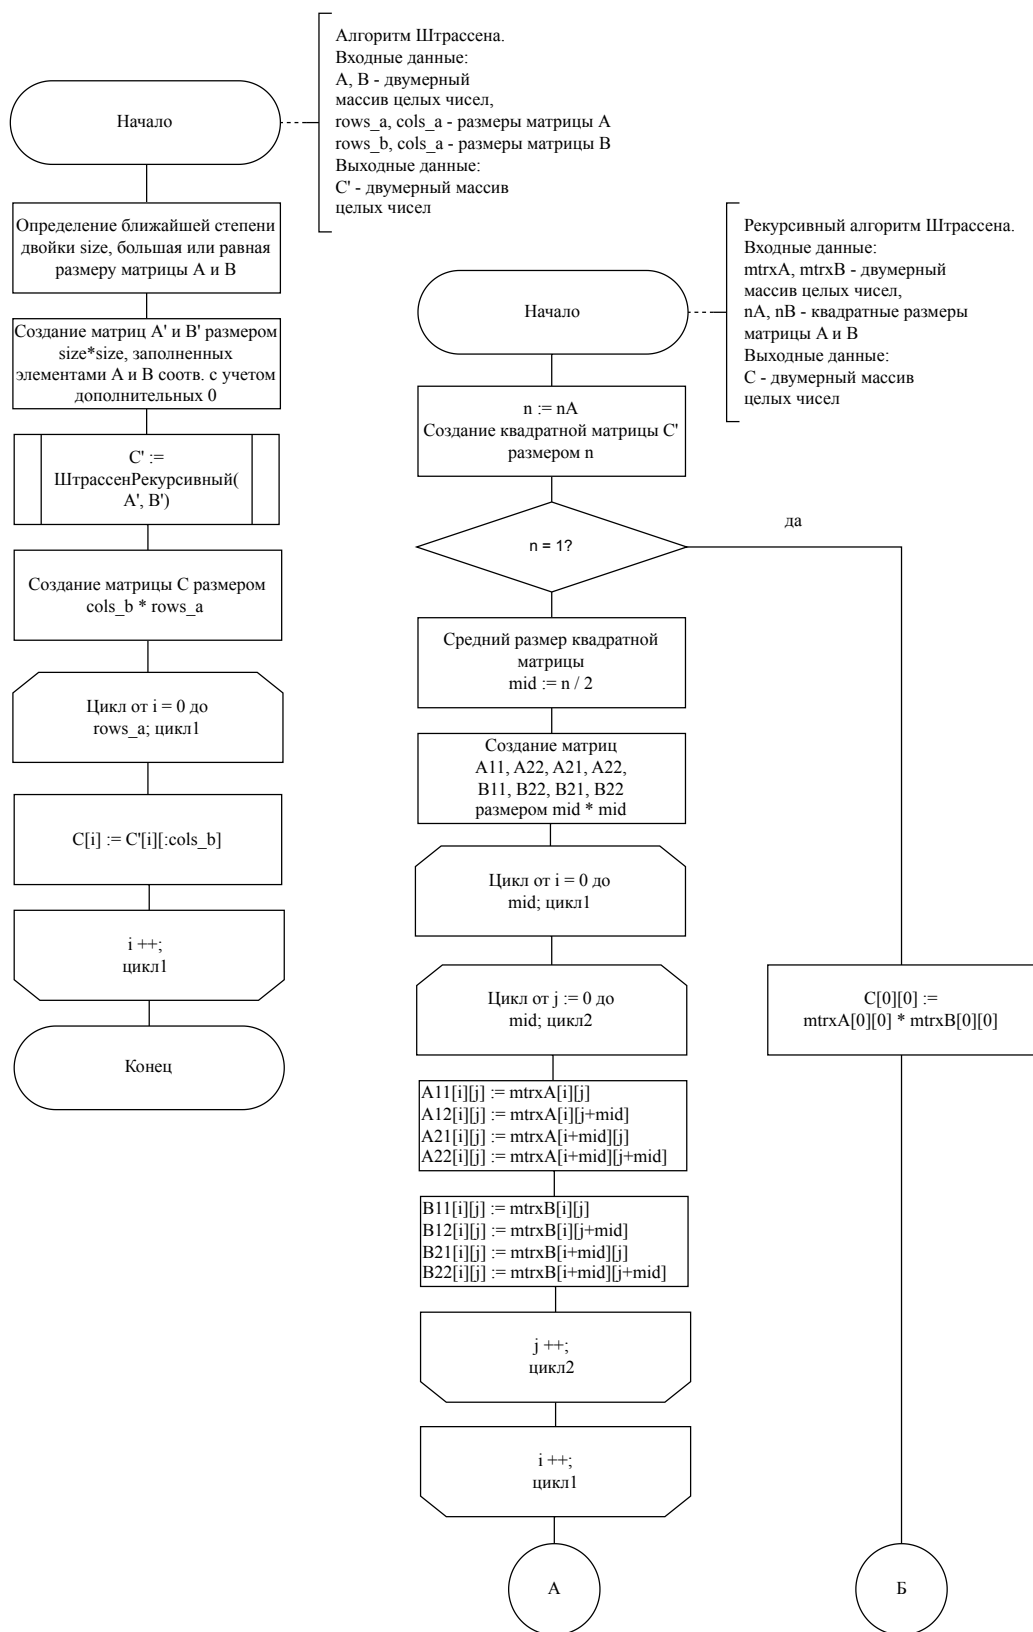 Алгоритм Штрассена.
Входные данные:
A, B - двумерный
массив целых чисел,
rows_a, cols_a - размеры матрицы A
rows_b, cols_a - размеры матрицы B
Выходные данные:
C' - двумерный массив
целых чисел
Начало
Определение ближайшей степени
двойки size, большая или равная
размеру матрицы A и B
Создание матриц A' и B' размером
size*size, заполненных
элементами A и B соотв. с учетом
дополнительных 0
C' :=
ШтрассенРекурсивный(
A', B')
Создание матрицы C размером
cols_b * rows_a
Цикл от i = 0 до
rows_a; цикл1
C[i] := C'[i][:cols_b]
i ++;
цикл1
Конец
Рекурсивный алгоритм Штрассена.
Входные данные:
mtrxA, mtrxB - двумерный
массив целых чисел,
nA, nB - квадратные размеры
матрицы A и B
Выходные данные:
C - двумерный массив
целых чисел
Начало
n := nA
Создание квадратной матрицы C'
размером n
n = 1?
да
Средний размер квадратной
матрицы
mid := n / 2
Создание матриц
A11, A22, A21, A22,
B11, B22, B21, B22
размером mid * mid
Цикл от i = 0 до
mid; цикл1
Цикл от j := 0 до
mid; цикл2
A11[i][j] := mtrxA[i][j]
A12[i][j] := mtrxA[i][j+mid]
A21[i][j] := mtrxA[i+mid][j]
A22[i][j] := mtrxA[i+mid][j+mid]
B11[i][j] := mtrxB[i][j]
B12[i][j] := mtrxB[i][j+mid]
B21[i][j] := mtrxB[i+mid][j]
B22[i][j] := mtrxB[i+mid][j+mid]
j ++;
цикл2
i ++;
цикл1
А
C[0][0] :=
mtrxA[0][0] * mtrxB[0][0]
Б